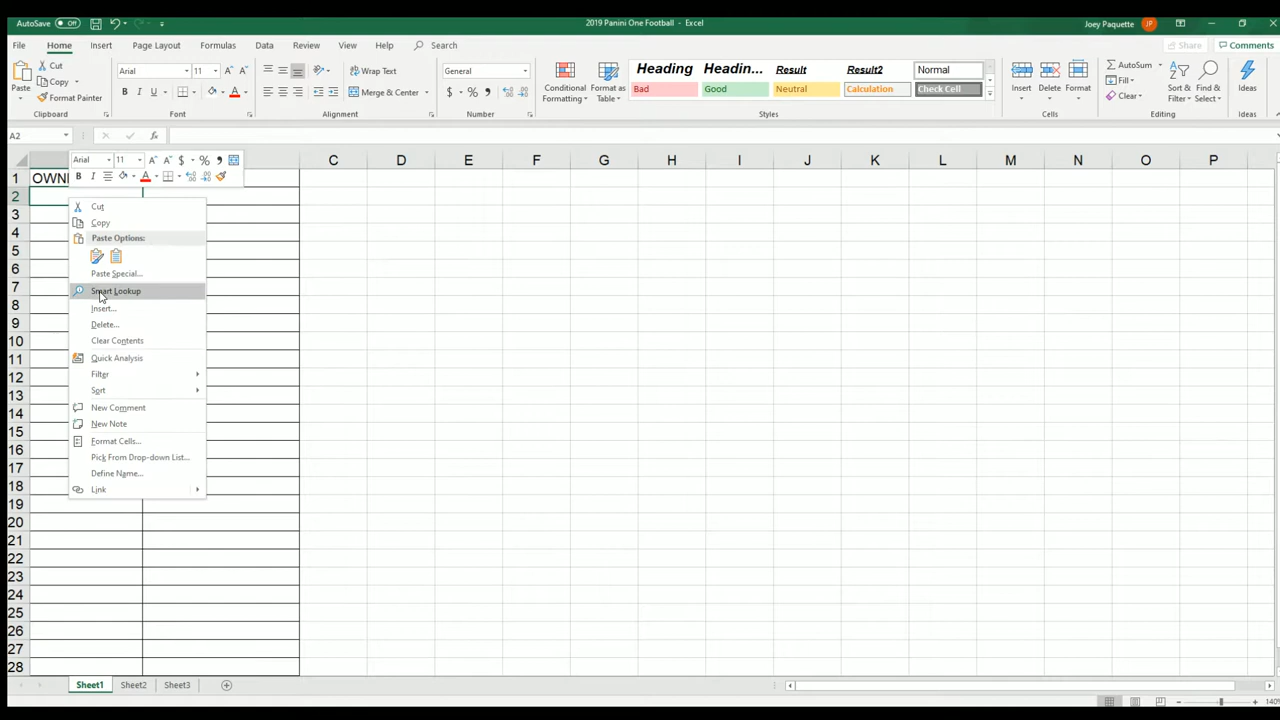 AutoSave Off 2019 Panini One Football - Excel Joey Paquette JP
File Home Insert Page Layout Formulas Data Review View Help Search Share Comments
Paste Cut Copy Format Painter Clipboard
Arial 11 B I U Font
Wrap Text Merge & Center Alignment
General $ % , Number
Conditional Formatting Format as Table
Heading Headin... Result Result2 Normal
Bad Good Neutral Calculation Check Cell
Styles
Insert Delete Format Cells
AutoSum Fill Clear Sort & Filter Find & Select Editing
Ideas Ideas
A2 fx
Arial 11 A A $ % ,
B I A
C D E F G H I J K L M N O P
1 OWN
2
3
4
5
6
7
8
9
10
11
12
13
14
15
16
17
18
19
20
21
22
23
24
25
26
27
28
Cut
Copy
Paste Options:
Paste Special...
Smart Lookup
Insert...
Delete...
Clear Contents
Quick Analysis
Filter
Sort
New Comment
New Note
Format Cells...
Pick From Drop-down List...
Define Name...
Link
Sheet1 Sheet2 Sheet3